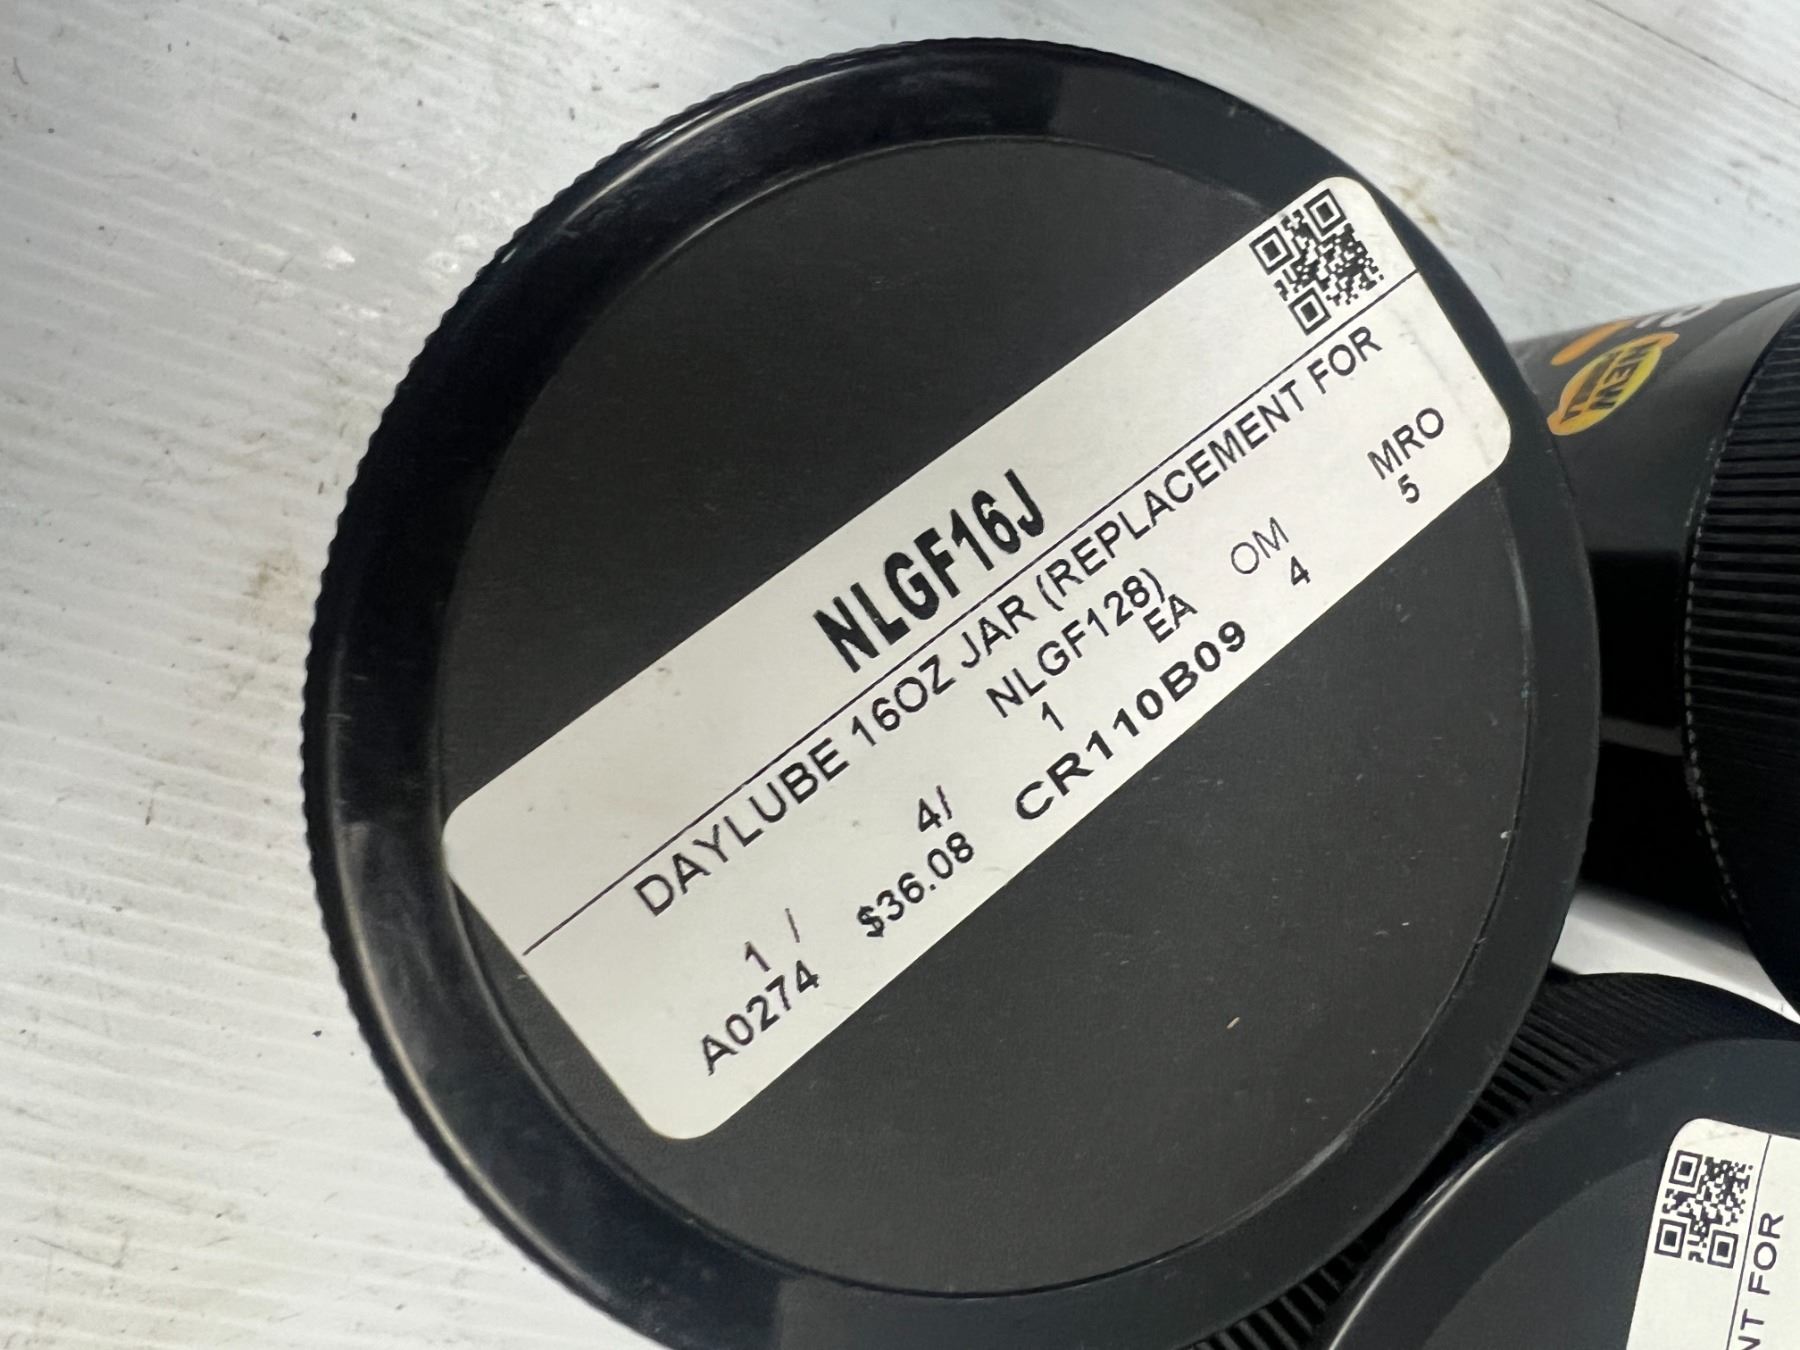 NLGF16J
DAYLUBE 16OZ JAR (REPLACEMENT FOR
NLGF128)
1 / 4/ 1 EA OM MRO
A0274 $36.08 CR110B09 4 5
NEW
NT FOR